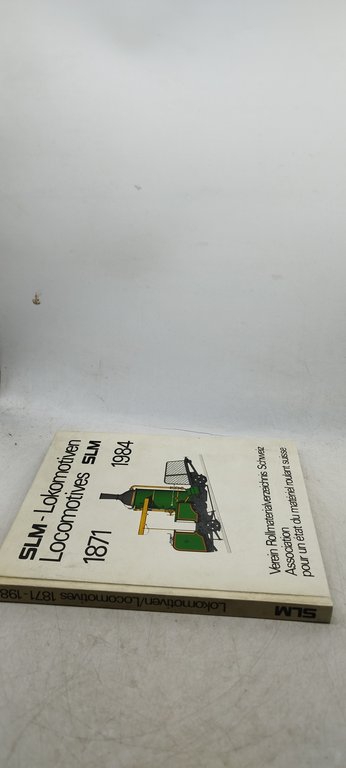 SLM-Lokomotiven
Locomotives SLM
1871 1984
Verein Rollmaterialverzeichnis Schweiz
Association
pour un état du matériel roulant suisse
SLM Lokomotiven/Locomotives 1871-198